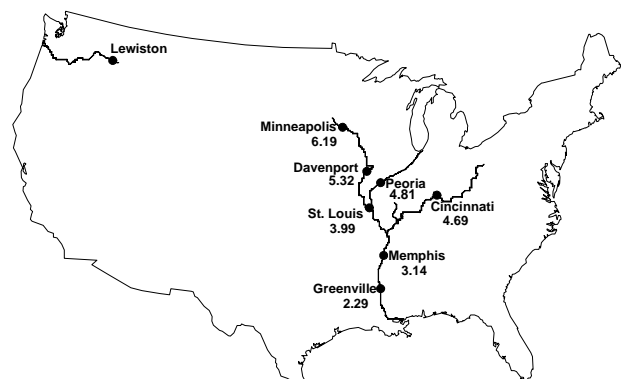 Lewiston
Minneapolis
6.19
Davenport
5.32
Peoria
4.81
St. Louis
3.99
Cincinnati
4.69
Memphis
3.14
Greenville
2.29